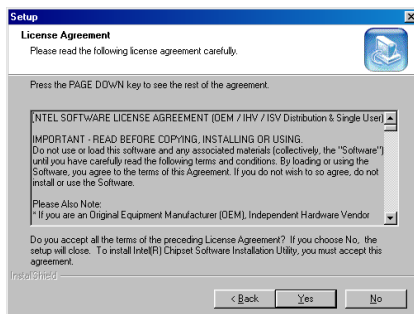 Setup
License Agreement
Please read the following license agreement carefully.
Press the PAGE DOWN key to see the rest of the agreement.
INTEL SOFTWARE LICENSE AGREEMENT (OEM / IHV / ISV Distribution & Single User)
IMPORTANT - READ BEFORE COPYING, INSTALLING OR USING.
Do not use or load this software and any associated materials (collectively, the "Software")
until you have carefully read the following terms and conditions. By loading or using the
Software, you agree to the terms of this Agreement. If you do not wish to so agree, do not
install or use the Software.
Please Also Note:
* If you are an Original Equipment Manufacturer (OEM), Independent Hardware Vendor
Do you accept all the terms of the preceding License Agreement? If you choose No, the
setup will close. To install Intel(R) Chipset Software Installation Utility, you must accept this
agreement.
InstallShield
< Back
Yes
No